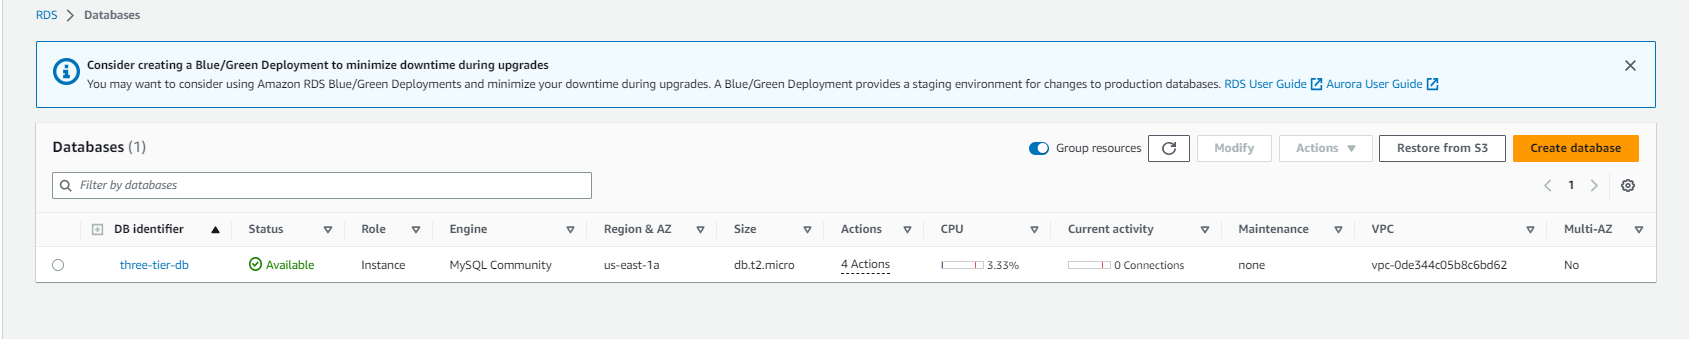 RDS > Databases
Consider creating a Blue/Green Deployment to minimize downtime during upgrades
You may want to consider using Amazon RDS Blue/Green Deployments and minimize your downtime during upgrades. A Blue/Green Deployment provides a staging environment for changes to production databases. RDS User Guide Aurora User Guide
Databases (1)
Group resources Modify Actions Restore from S3 Create database
Filter by databases
1
DB identifier Status Role Engine Region & AZ Size Actions CPU Current activity Maintenance VPC Multi-AZ
three-tier-db Available Instance MySQL Community us-east-1a db.t2.micro 4 Actions 3.33% 0 Connections none vpc-0de344c05b8c6bd62 No